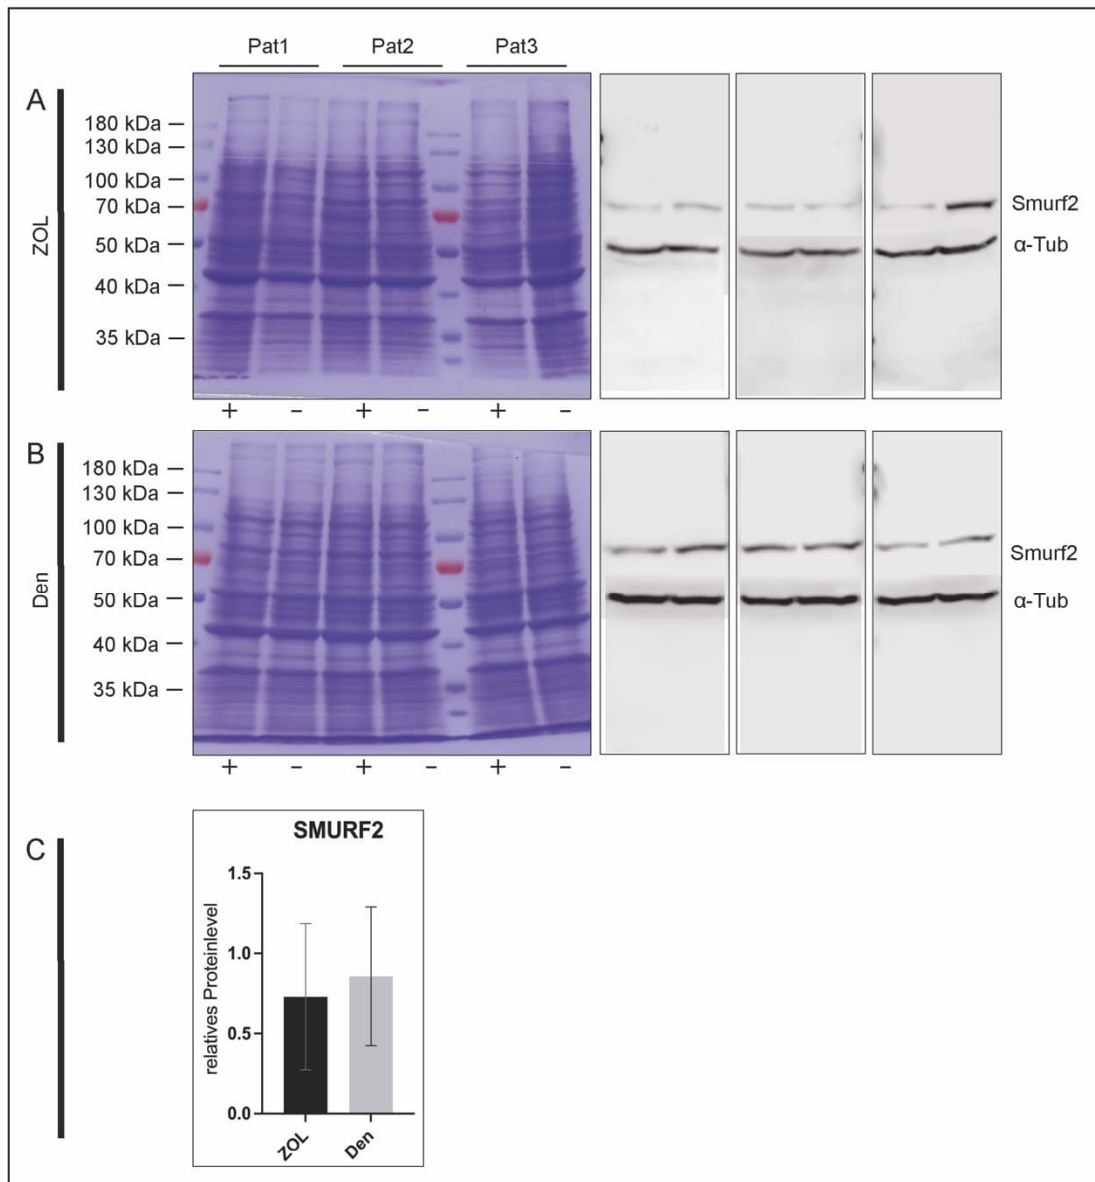 Pat1 Pat2 Pat3
A
ZOL
180 kDa
130 kDa
100 kDa
70 kDa
50 kDa
40 kDa
35 kDa
Smurf2
α-Tub
+ – + – + –
B
Den
180 kDa
130 kDa
100 kDa
70 kDa
50 kDa
40 kDa
35 kDa
Smurf2
α-Tub
+ – + – + –
C
SMURF2
relatives Proteinlevel
1.5
1.0
0.5
0.0
ZOL Den